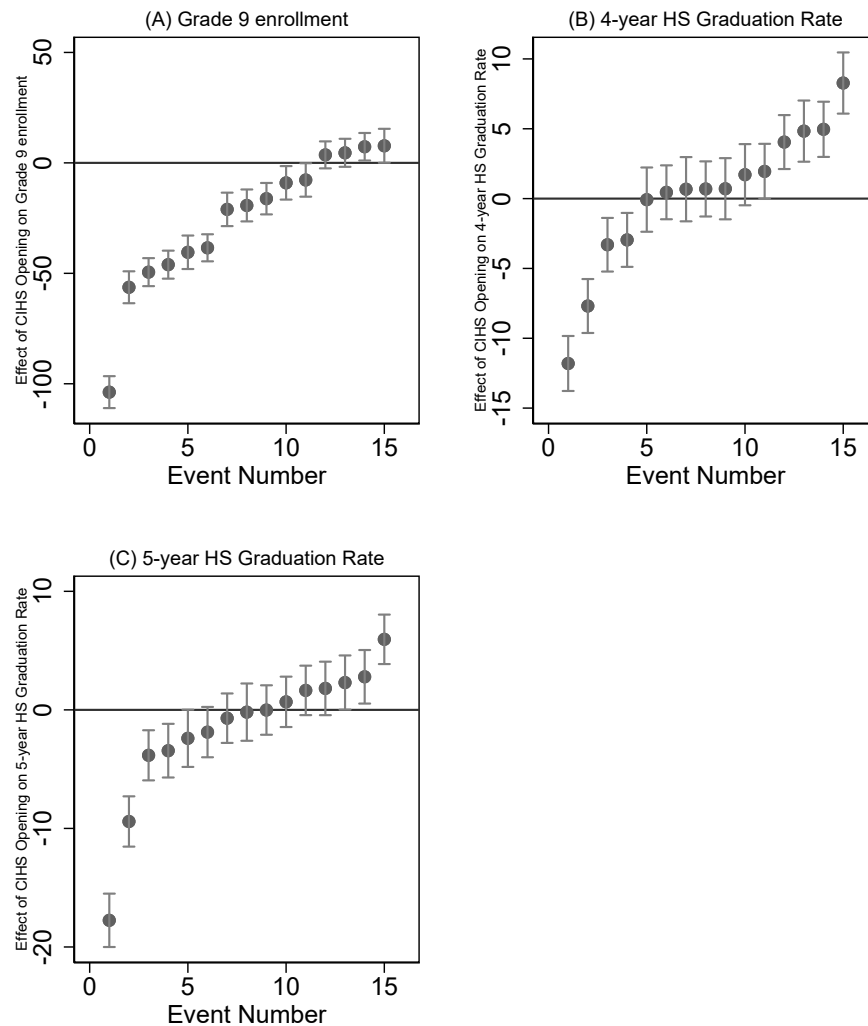 (A) Grade 9 enrollment
Effect of CIHS Opening on Grade 9 enrollment
50
0
-50
-100
0 5 10 15
Event Number
(B) 4-year HS Graduation Rate
Effect of CIHS Opening on 4-year HS Graduation Rate
10
5
0
-5
-10
-15
0 5 10 15
Event Number
(C) 5-year HS Graduation Rate
Effect of CIHS Opening on 5-year HS Graduation Rate
10
0
-10
-20
0 5 10 15
Event Number